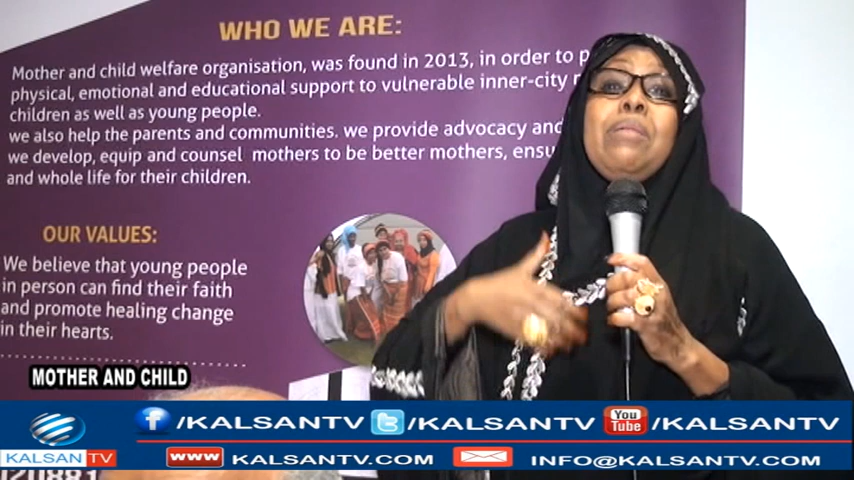 WHO WE ARE:
Mother and child welfare organisation, was found in 2013, in order to p
physical, emotional and educational support to vulnerable inner-city
children as well as young people.
we also help the parents and communities. we provide advocacy and
we develop, equip and counsel mothers to be better mothers, ensu
and whole life for their children.
OUR VALUES:
We believe that young people
in person can find their faith
and promote healing change
in their hearts.
MOTHER AND CHILD
f /KALSANTV t /KALSANTV You Tube /KALSANTV
KALSAN TV www KALSANTV.COM INFO@KALSANTV.COM